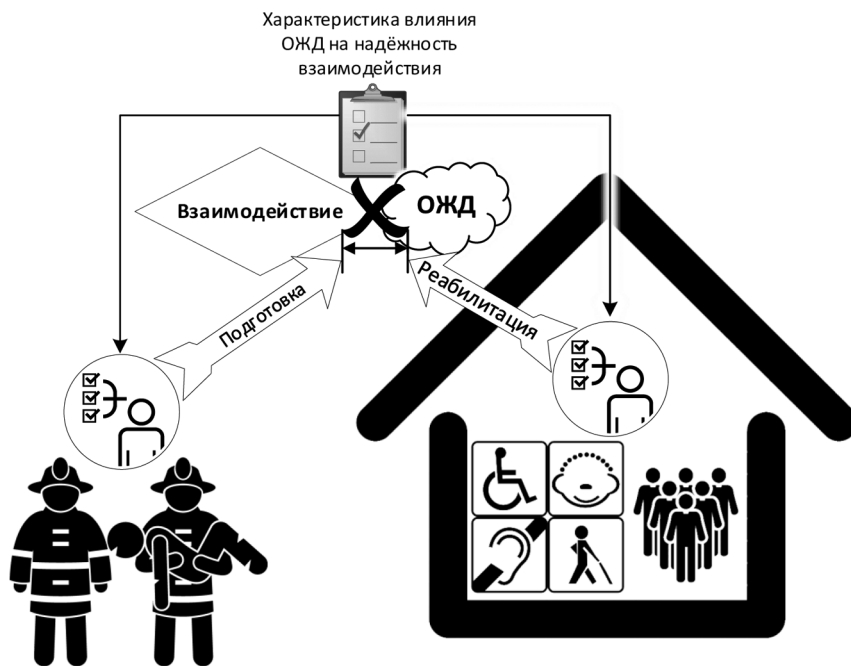 Характеристика влияния
ОЖД на надёжность
взаимодействия
Взаимодействие
ОЖД
Подготовка
Реабилитация